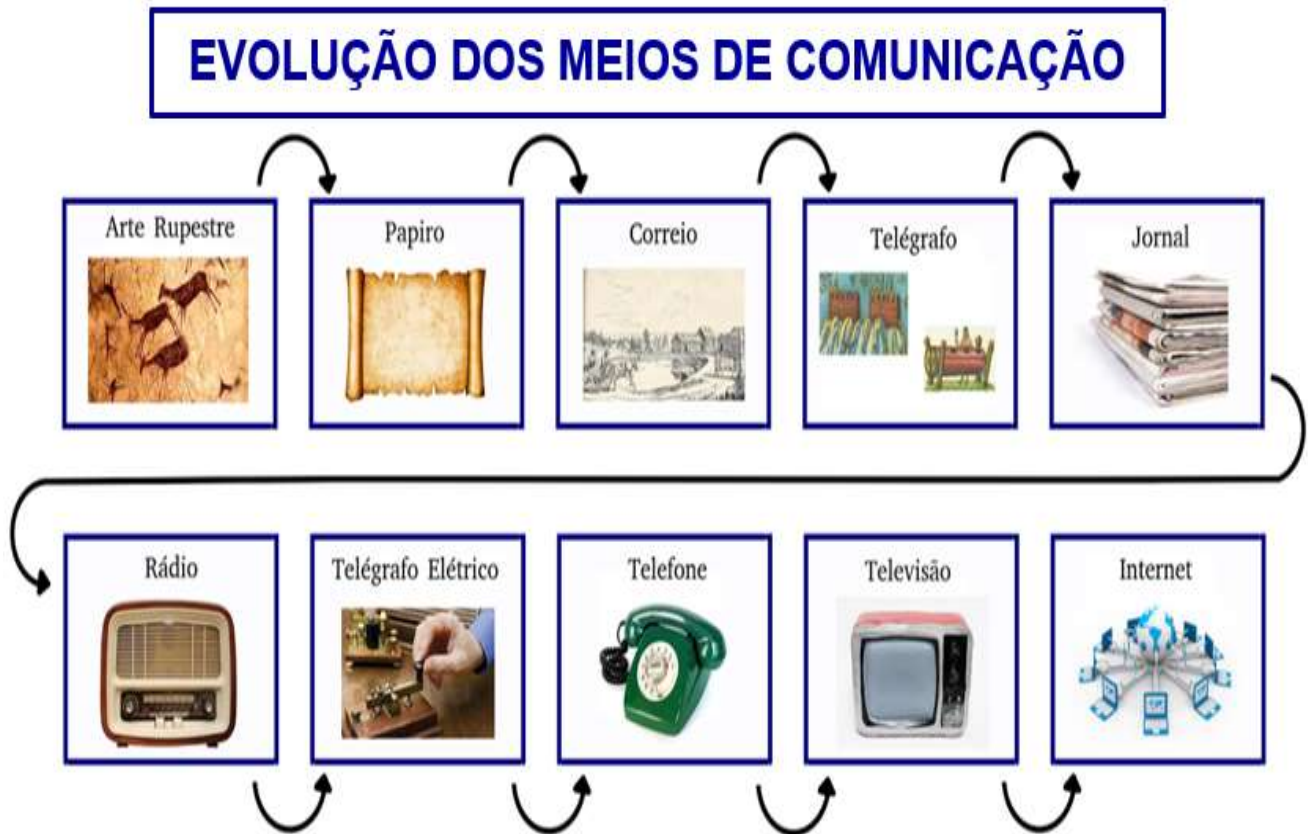 EVOLUÇÃO DOS MEIOS DE COMUNICAÇÃO
Arte Rupestre
Papiro
Correio
Telégrafo
Jornal
Rádio
Telégrafo Elétrico
Telefone
Televisão
Internet